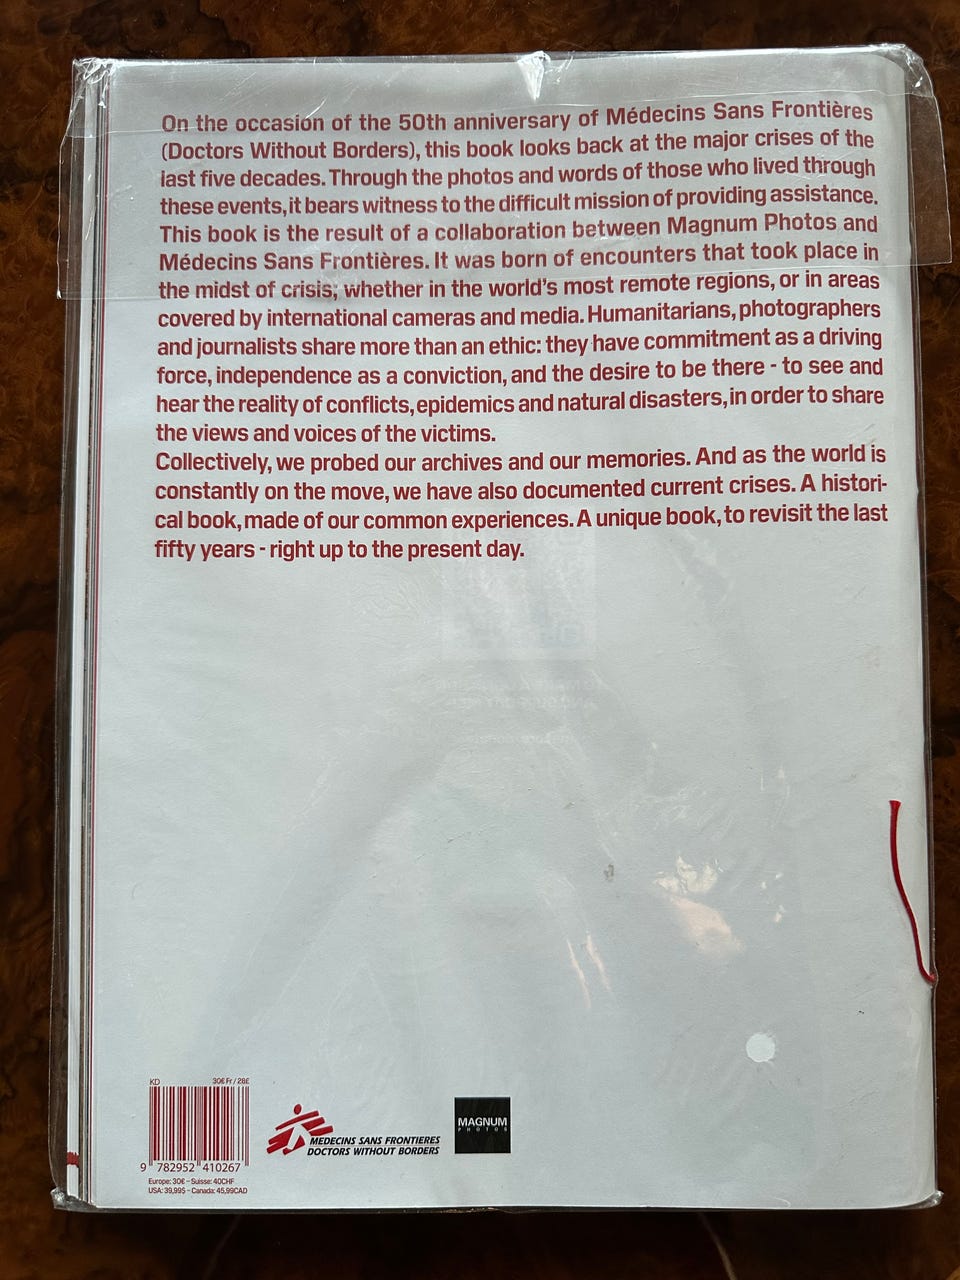 On the occasion of the 50th anniversary of Médecins Sans Frontières
(Doctors Without Borders), this book looks back at the major crises of the
last five decades. Through the photos and words of those who lived through
these events, it bears witness to the difficult mission of providing assistance.
This book is the result of a collaboration between Magnum Photos and
Médecins Sans Frontières. It was born of encounters that took place in
the midst of crisis; whether in the world's most remote regions, or in areas
covered by international cameras and media. Humanitarians, photographers
and journalists share more than an ethic: they have commitment as a driving
force, independence as a conviction, and the desire to be there - to see and
hear the reality of conflicts, epidemics and natural disasters, in order to share
the views and voices of the victims.
Collectively, we probed our archives and our memories. And as the world is
constantly on the move, we have also documented current crises. A histori-
cal book, made of our common experiences. A unique book, to revisit the last
fifty years - right up to the present day.
KD 30€ Fr / 28£
9 782952 410267
Europe: 30€ – Suisse: 40CHF
USA: 39,99$ – Canada: 45,99CAD
MEDECINS SANS FRONTIERES
DOCTORS WITHOUT BORDERS
MAGNUM
PHOTOS